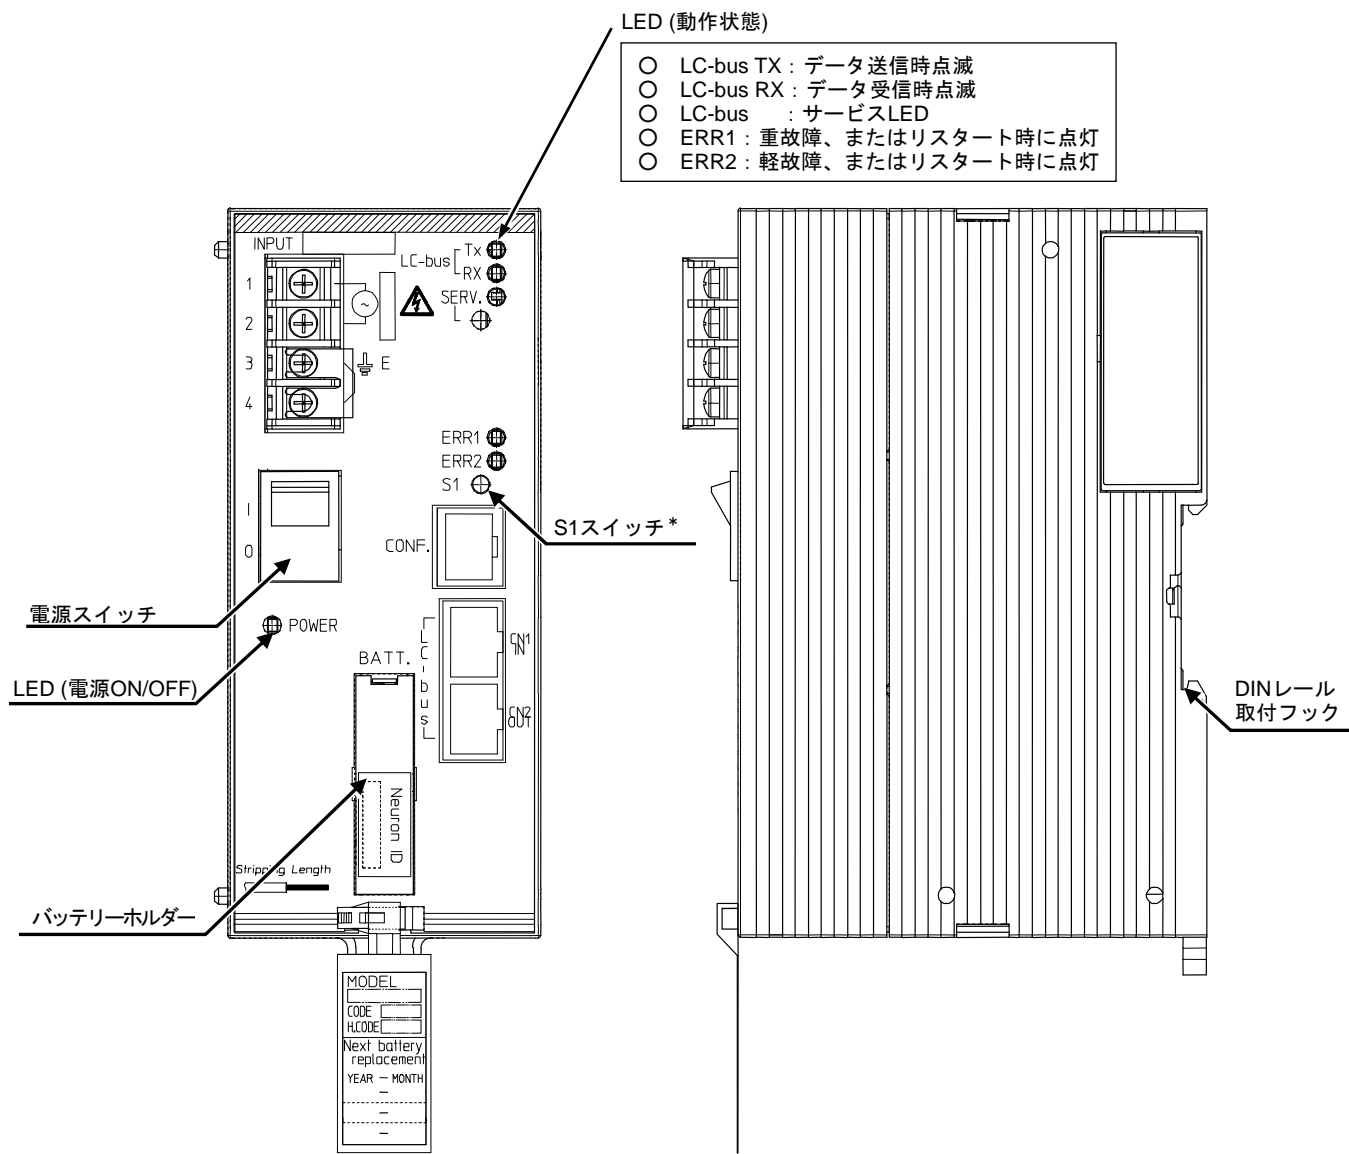 LED (動作状態)
LC-bus TX：データ送信時点滅
LC-bus RX：データ受信時点滅
LC-bus ：サービスLED
ERR1：重故障、またはリスタート時に点灯
ERR2：軽故障、またはリスタート時に点灯
INPUT
Tx
LC-bus
RX
SERV.
1
2
3
4
~
E
ERR1
ERR2
S1
S1スイッチ*
I
O
CONF.
電源スイッチ
POWER
LED (電源ON/OFF)
BATT.
LC-bus
CN1
IN
CN2
OUT
Neuron ID
DINレール
取付フック
Stripping Length
バッテリーホルダー
MODEL
CODE
H.CODE
Next battery
replacement
YEAR － MONTH
－
－
－